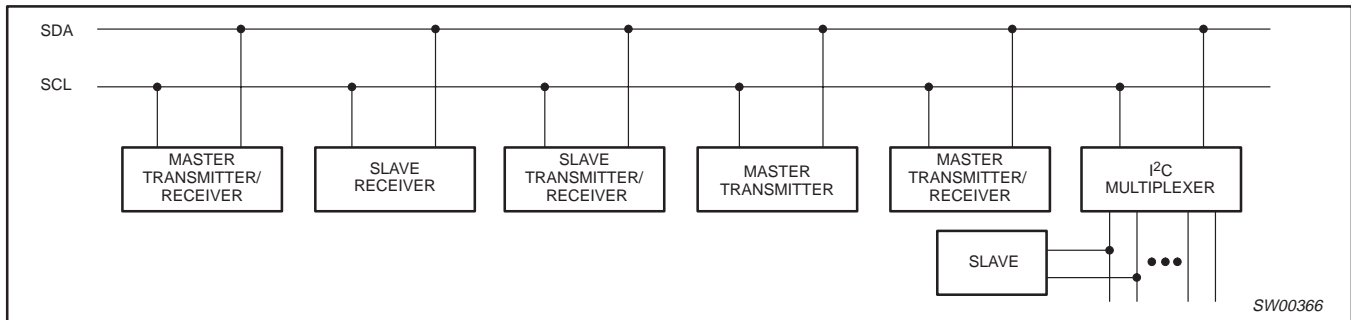 SDA
SCL
MASTER
TRANSMITTER/
RECEIVER
SLAVE
RECEIVER
SLAVE
TRANSMITTER/
RECEIVER
MASTER
TRANSMITTER
MASTER
TRANSMITTER/
RECEIVER
I²C
MULTIPLEXER
SLAVE
SW00366